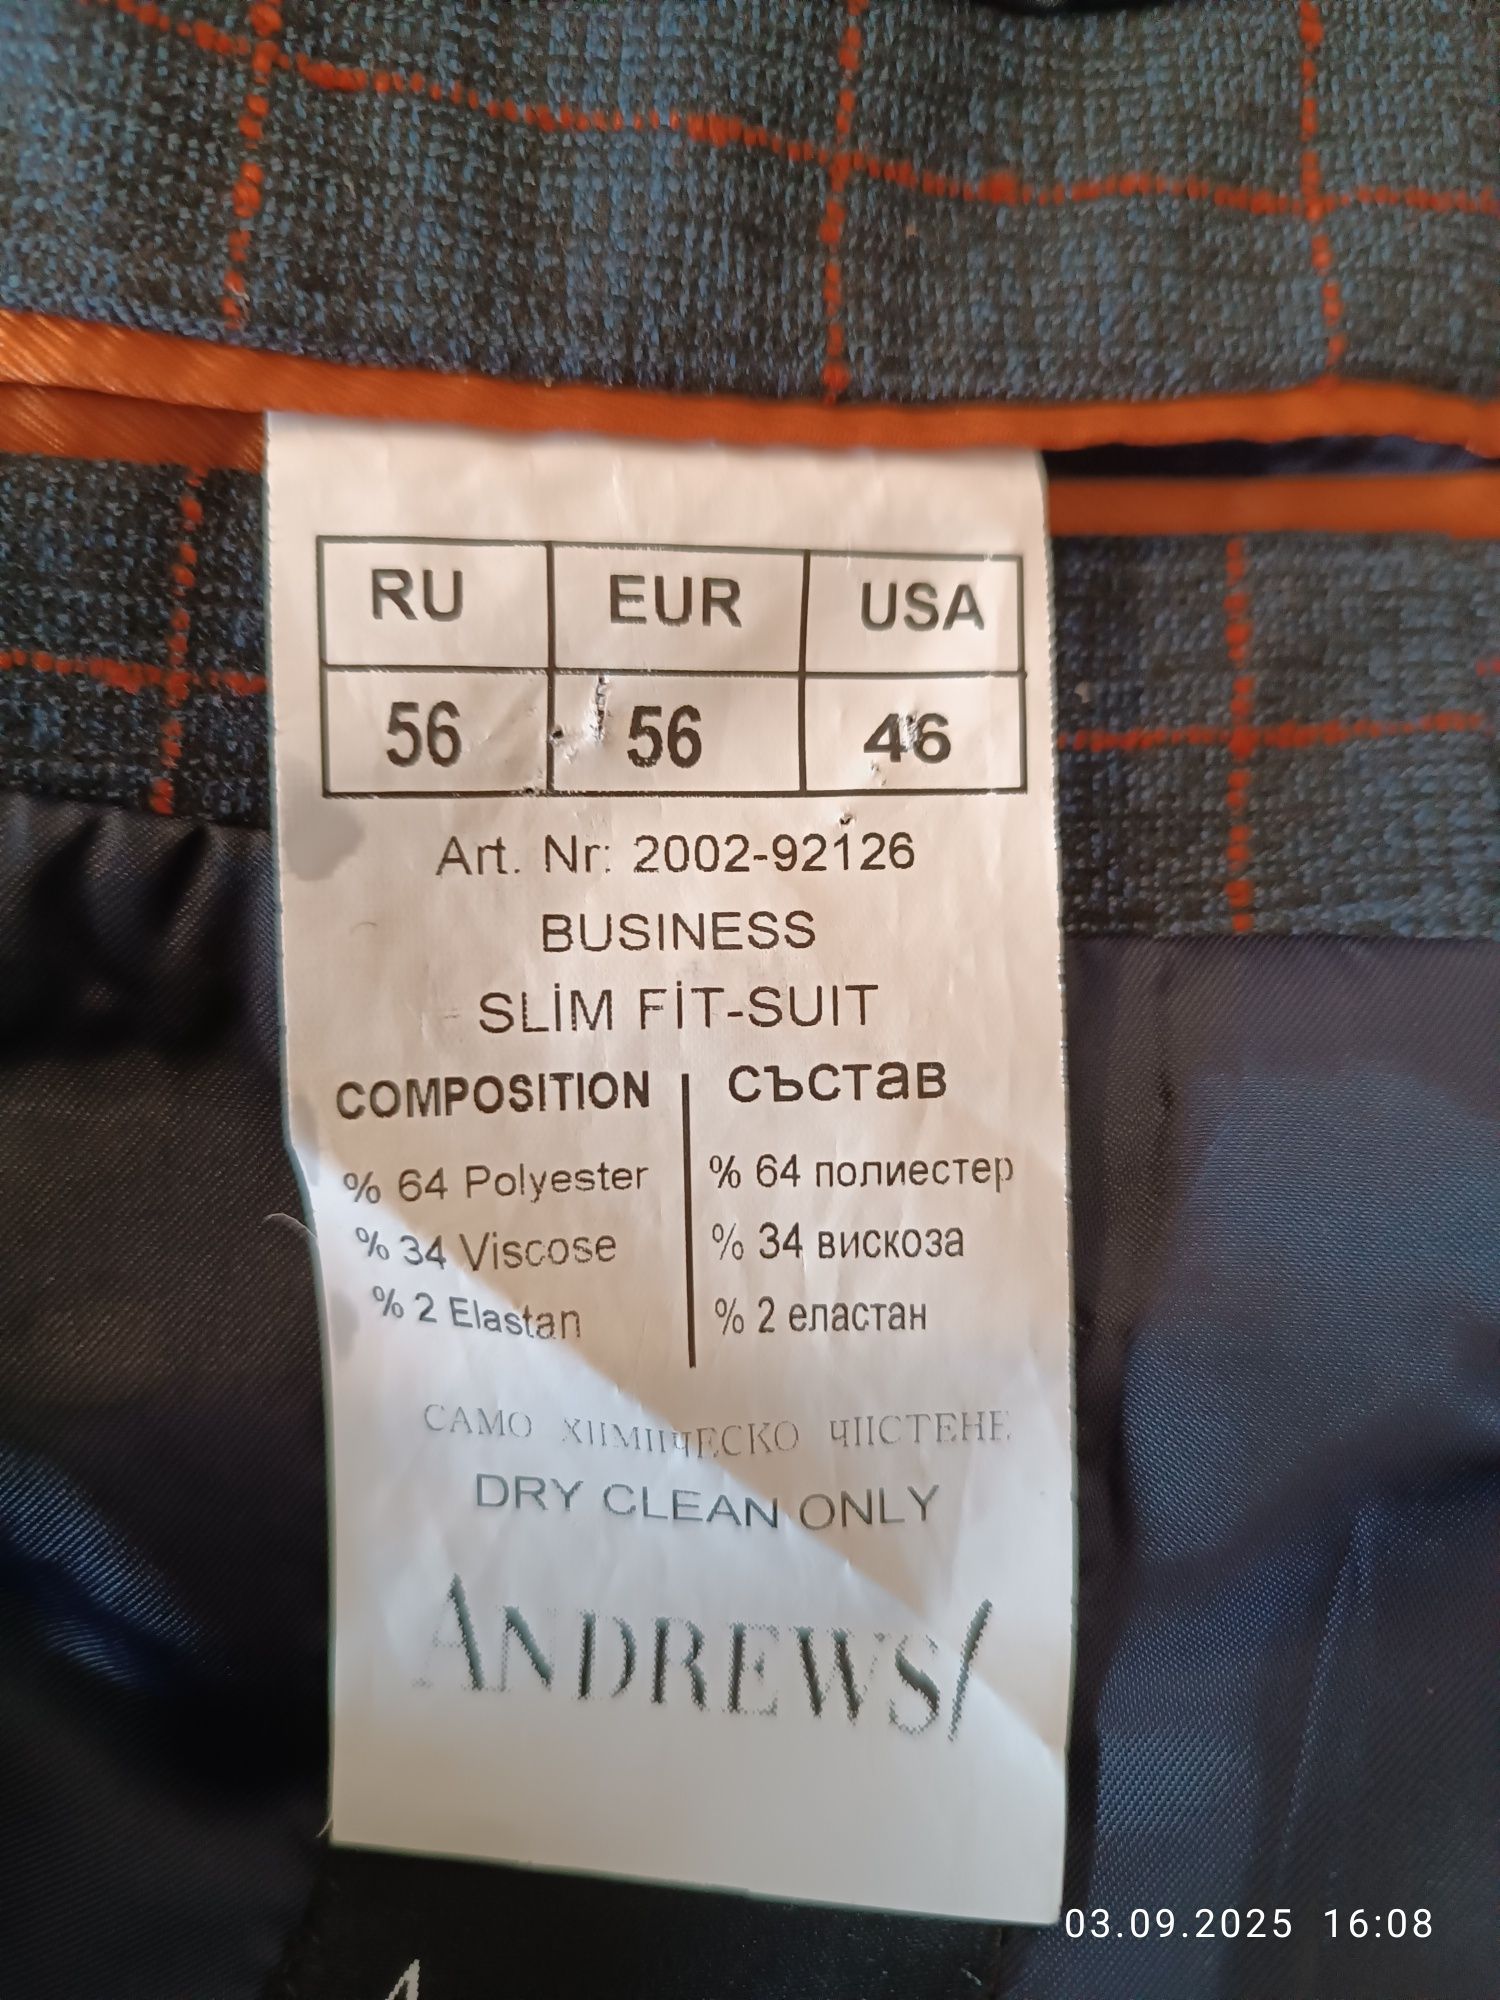 RU EUR USA
56 56 46
Art. Nr: 2002-92126
BUSINESS
SLİM FİT-SUIT
COMPOSITION СЪСТАВ
% 64 Polyester % 64 полиестер
% 34 Viscose % 34 вискоза
% 2 Elastan % 2 еластан
САМО ХИМИЧЕСКО ЧИСТЕНЕ
DRY CLEAN ONLY
ANDREWS/
03.09.2025 16:08